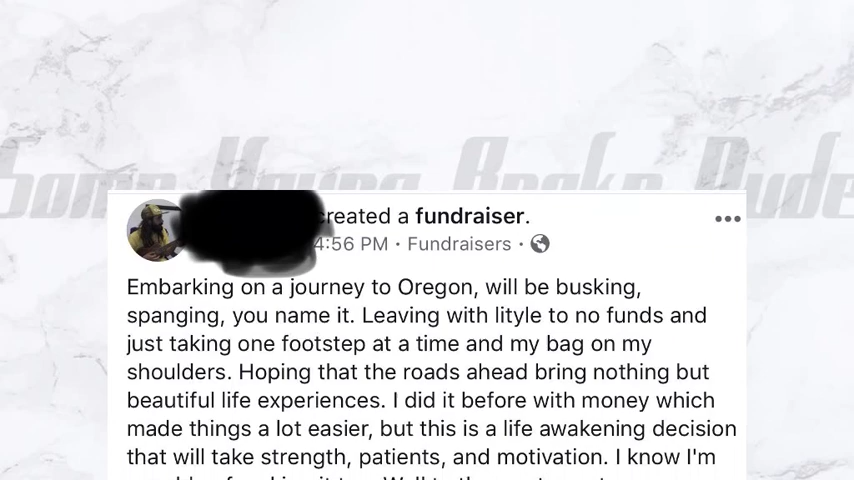 Some Young Broke Dude
created a fundraiser.
4:56 PM · Fundraisers ·
Embarking on a journey to Oregon, will be busking,
spanging, you name it. Leaving with lityle to no funds and
just taking one footstep at a time and my bag on my
shoulders. Hoping that the roads ahead bring nothing but
beautiful life experiences. I did it before with money which
made things a lot easier, but this is a life awakening decision
that will take strength, patients, and motivation. I know I'm